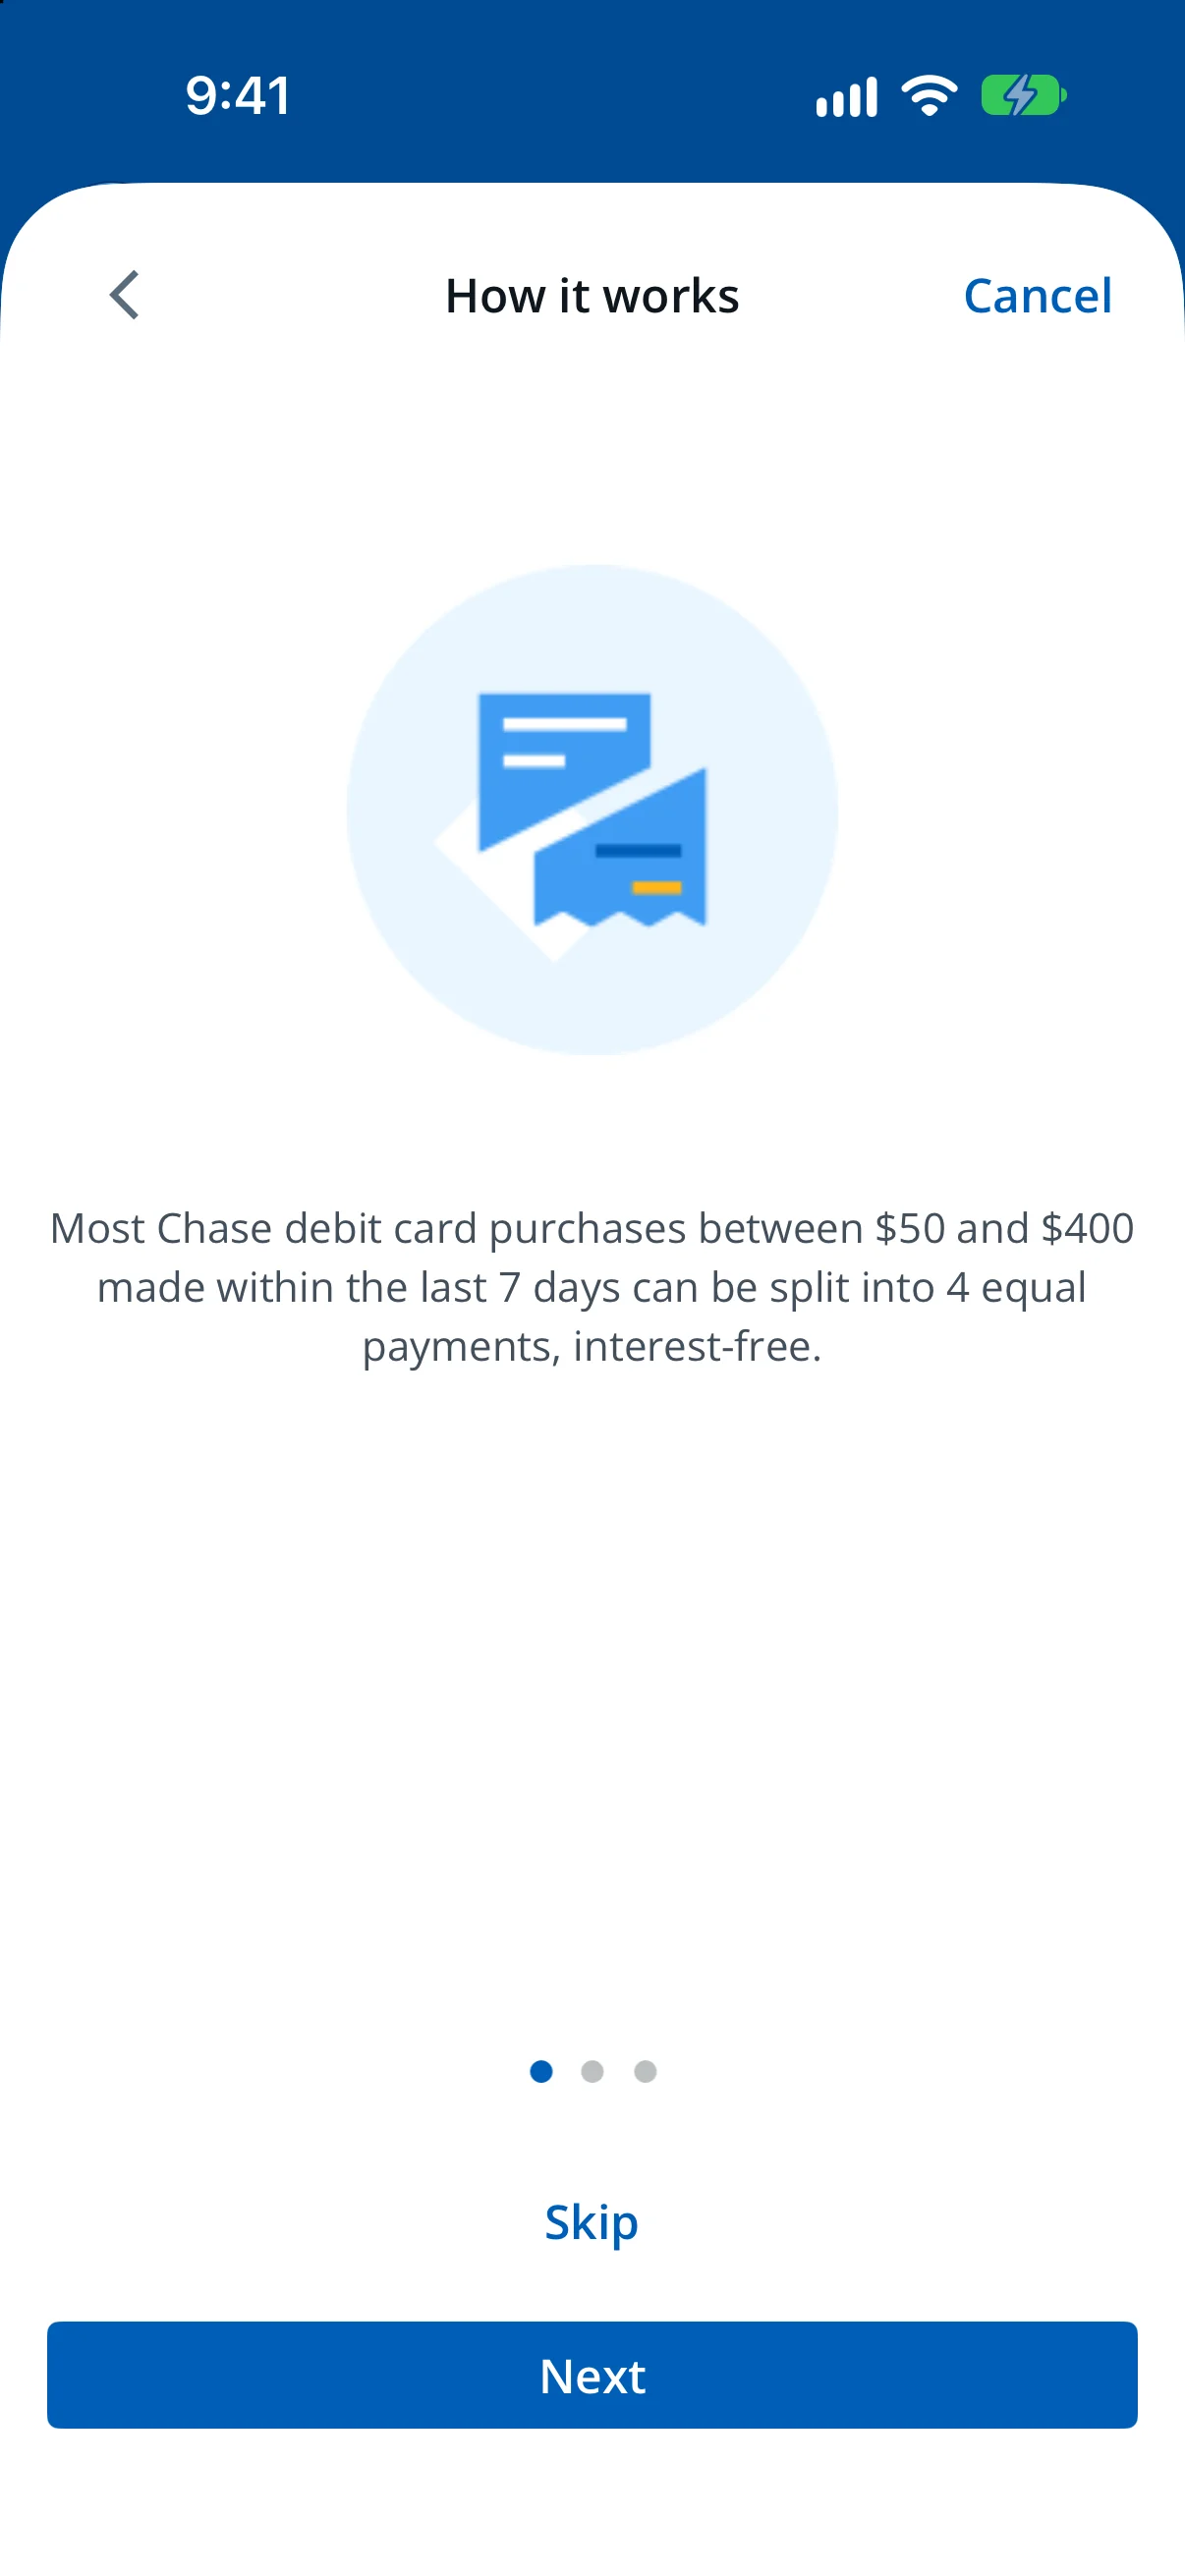 9:41
How it works
Cancel
Most Chase debit card purchases between $50 and $400
made within the last 7 days can be split into 4 equal
payments, interest-free.
Skip
Next